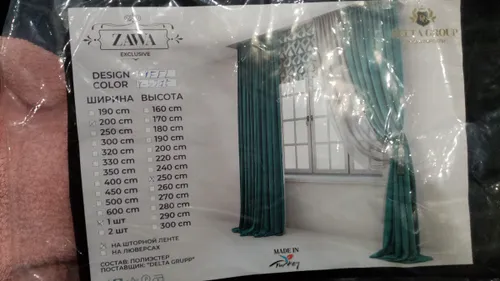 ZAWA
EXCLUSIVE
DELTA GROUP
DESIGN
COLOR
ШИРИНА ВЫСОТА
190 cm 160 cm
200 cm 170 cm
250 cm 180 cm
300 cm 190 cm
320 cm 200 cm
330 cm 220 cm
350 cm 240 cm
400 cm 250 cm
450 cm 260 cm
500 cm 270 cm
600 cm 280 cm
1 шт 290 cm
2 шт 300 cm
НА ШТОРНОЙ ЛЕНТЕ
НА ЛЮВЕРСАХ
СОСТАВ: ПОЛИЭСТЕР
ПОСТАВЩИК: "DELTA GRUPP"
MADE IN
Turkey